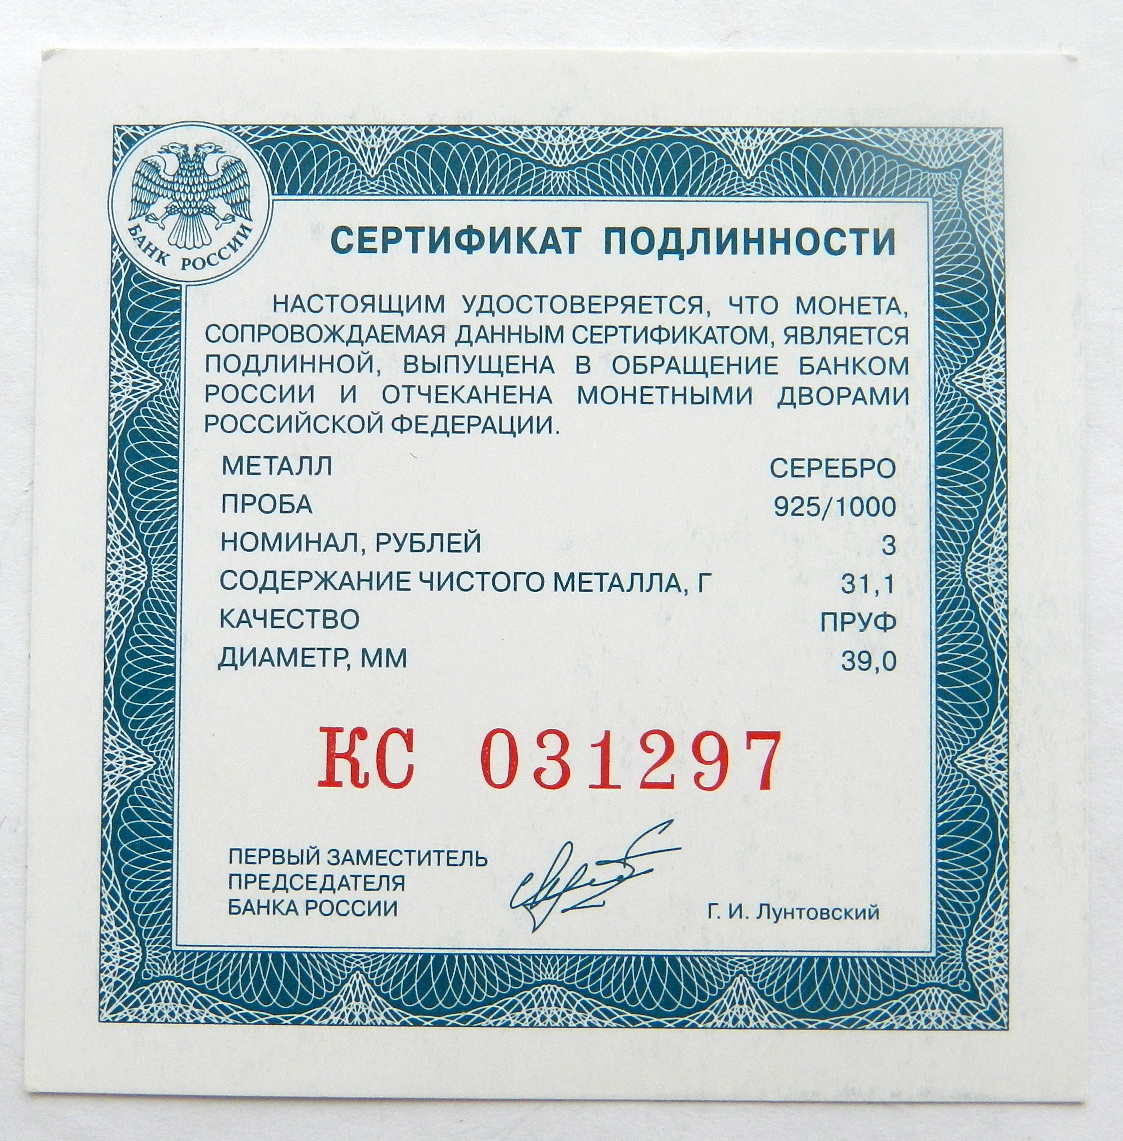 БАНК РОССИИ
СЕРТИФИКАТ ПОДЛИННОСТИ
НАСТОЯЩИМ УДОСТОВЕРЯЕТСЯ, ЧТО МОНЕТА,
СОПРОВОЖДАЕМАЯ ДАННЫМ СЕРТИФИКАТОМ, ЯВЛЯЕТСЯ
ПОДЛИННОЙ, ВЫПУЩЕНА В ОБРАЩЕНИЕ БАНКОМ
РОССИИ И ОТЧЕКАНЕНА МОНЕТНЫМИ ДВОРАМИ
РОССИЙСКОЙ ФЕДЕРАЦИИ.
МЕТАЛЛ СЕРЕБРО
ПРОБА 925/1000
НОМИНАЛ, РУБЛЕЙ 3
СОДЕРЖАНИЕ ЧИСТОГО МЕТАЛЛА, Г 31,1
КАЧЕСТВО ПРУФ
ДИАМЕТР, ММ 39,0
КС 031297
ПЕРВЫЙ ЗАМЕСТИТЕЛЬ
ПРЕДСЕДАТЕЛЯ
БАНКА РОССИИ Г. И. Лунтовский